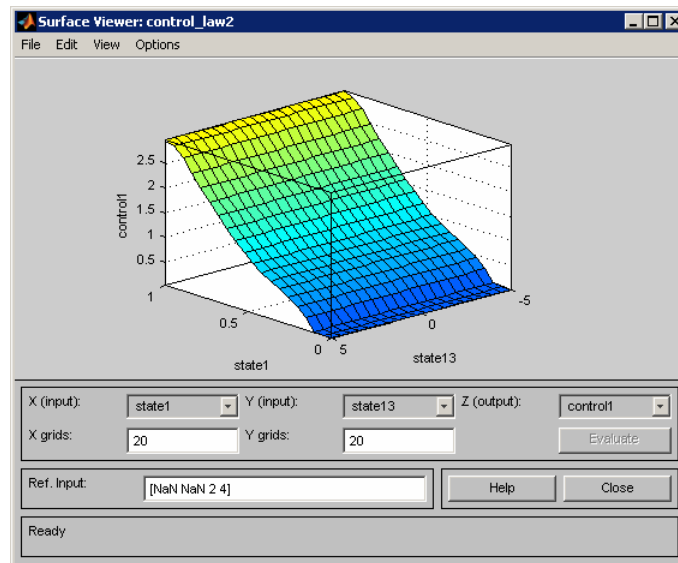 Surface Viewer: control_law2
File Edit View Options
2.5
2
1.5
1
0.5
control1
1
0.5
0
state1
5
0
-5
state13
X (input): state1 Y (input): state13 Z (output): control1
X grids: 20 Y grids: 20 Evaluate
Ref. Input: [NaN NaN 2 4] Help Close
Ready